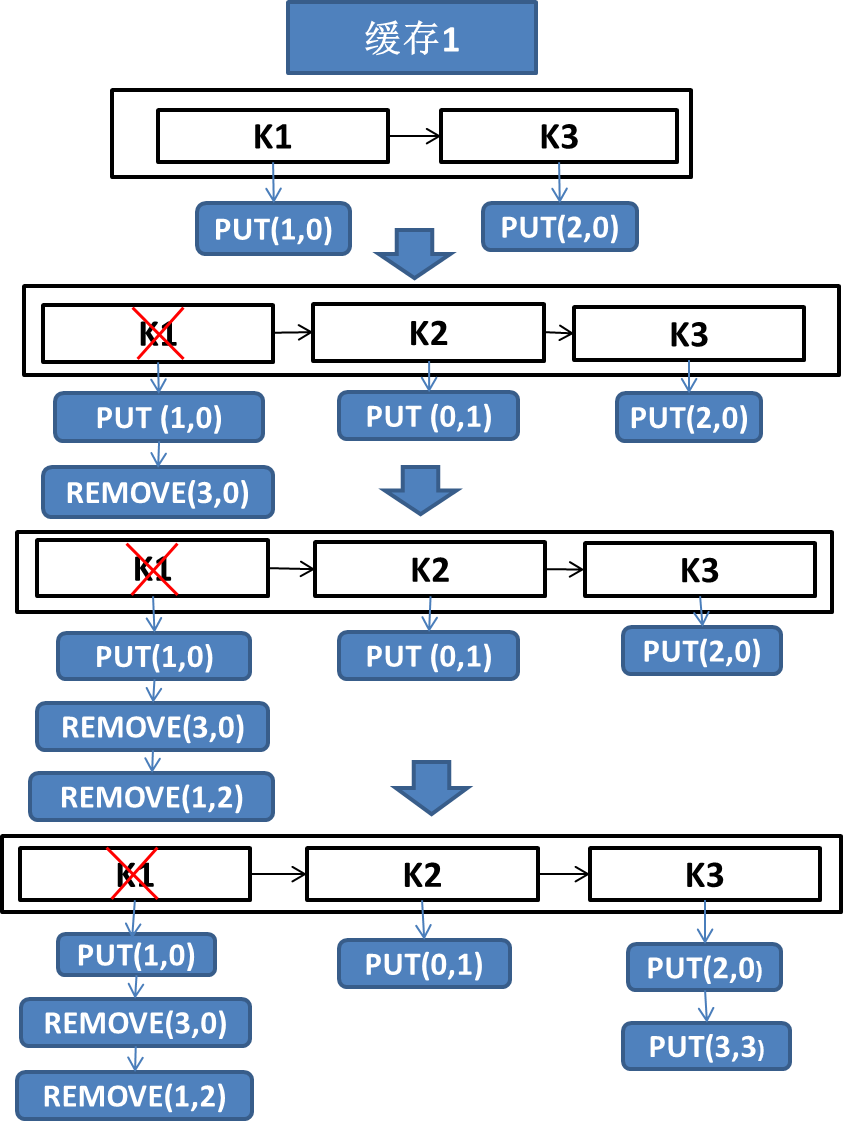 缓存1
K1
K3
PUT(1,0)
PUT(2,0)
K1
K2
K3
PUT (1,0)
PUT (0,1)
PUT(2,0)
REMOVE(3,0)
K1
K2
K3
PUT(1,0)
PUT (0,1)
PUT(2,0)
REMOVE(3,0)
REMOVE(1,2)
K1
K2
K3
PUT(1,0)
PUT(0,1)
PUT(2,0)
REMOVE(3,0)
PUT(3,3)
REMOVE(1,2)